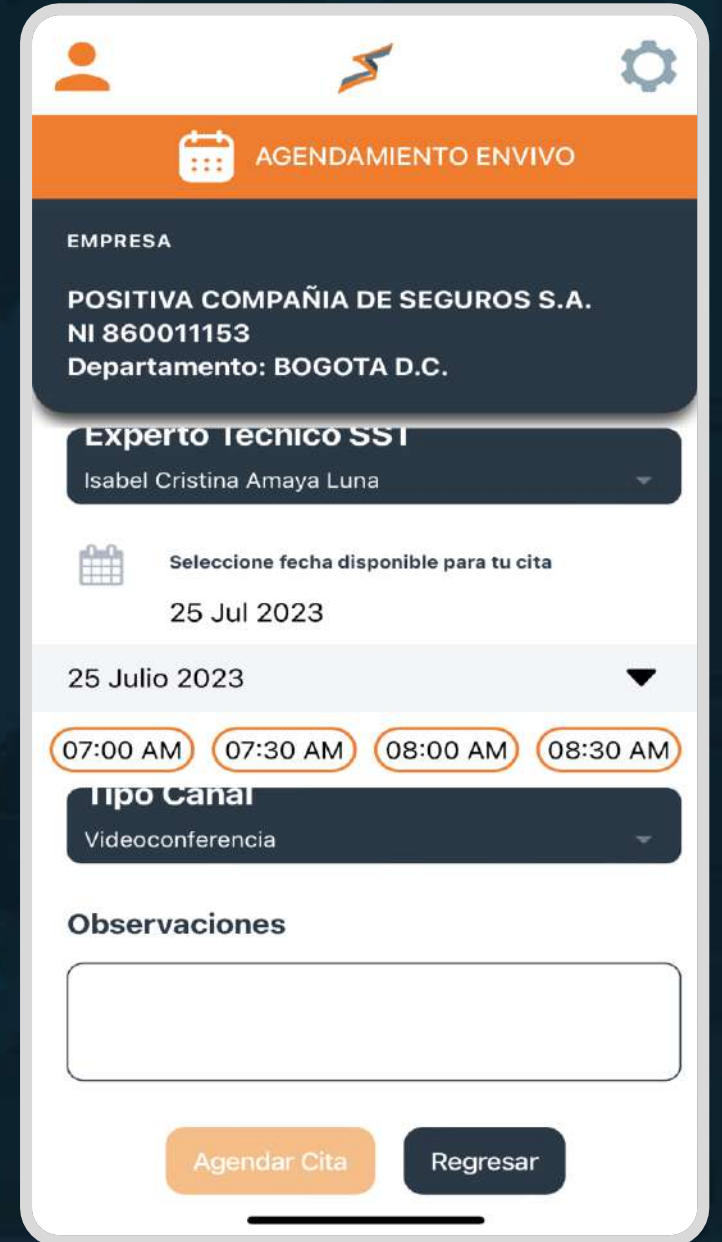 AGENDAMIENTO ENVIVO
EMPRESA
POSITIVA COMPAÑIA DE SEGUROS S.A.
NI 860011153
Departamento: BOGOTA D.C.
Experto Tecnico SST
Isabel Cristina Amaya Luna
Seleccione fecha disponible para tu cita
25 Jul 2023
25 Julio 2023
07:00 AM 07:30 AM 08:00 AM 08:30 AM
Tipo Canal
Videoconferencia
Observaciones
Agendar Cita Regresar